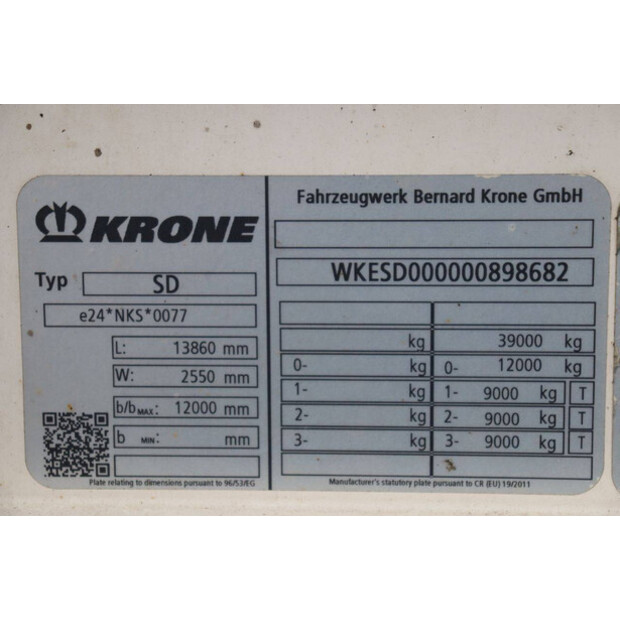 KRONE
Typ SD
e24*NKS*0077
L: 13860 mm
W: 2550 mm
b/b MAX: 12000 mm
b MIN: mm
Plate relating to dimensions pursuant to 96/53/EG
Fahrzeugwerk Bernard Krone GmbH
WKESD000000898682
kg 39000 kg
0- kg 0- 12000 kg
1- kg 1- 9000 kg T
2- kg 2- 9000 kg T
3- kg 3- 9000 kg T
Manufacturer's statutory plate pursuant to CR (EU) 19/2011